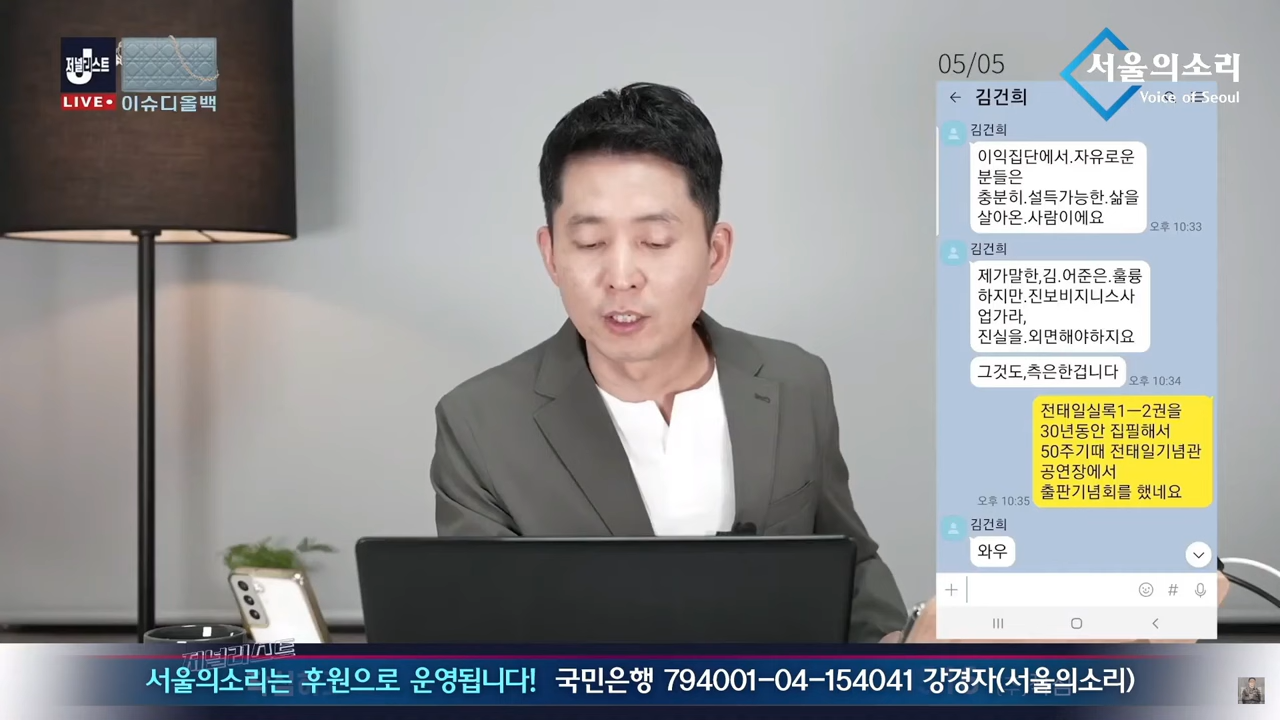 저널리스트
LIVE
이슈디올백
05/05
서울의소리
Voice of Seoul
김건희
김건희
이익집단에서.자유로운
분들은
충분히.설득가능한.삶을
살아온.사람이에요
오후 10:33
김건희
제가말한,김.어준은.훌륭
하지만.진보비지니스사
업가라,
진실을.외면해야하지요
그것도,측은한겁니다
오후 10:34
전태일실록1ㅡ2권을
30년동안 집필해서
50주기때 전태일기념관
공연장에서
출판기념회를 했네요
오후 10:35
김건희
와우
#
저널리스트
서울의소리는 후원으로 운영됩니다! 국민은행 794001-04-154041 강경자(서울의소리)